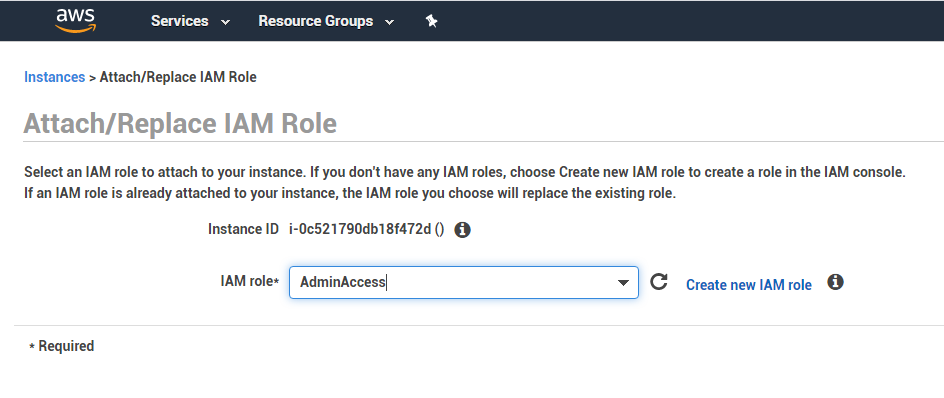 aws Services Resource Groups
Instances > Attach/Replace IAM Role
Attach/Replace IAM Role
Select an IAM role to attach to your instance. If you don't have any IAM roles, choose Create new IAM role to create a role in the IAM console.
If an IAM role is already attached to your instance, the IAM role you choose will replace the existing role.
Instance ID i-0c521790db18f472d ()
IAM role* AdminAccess Create new IAM role
* Required